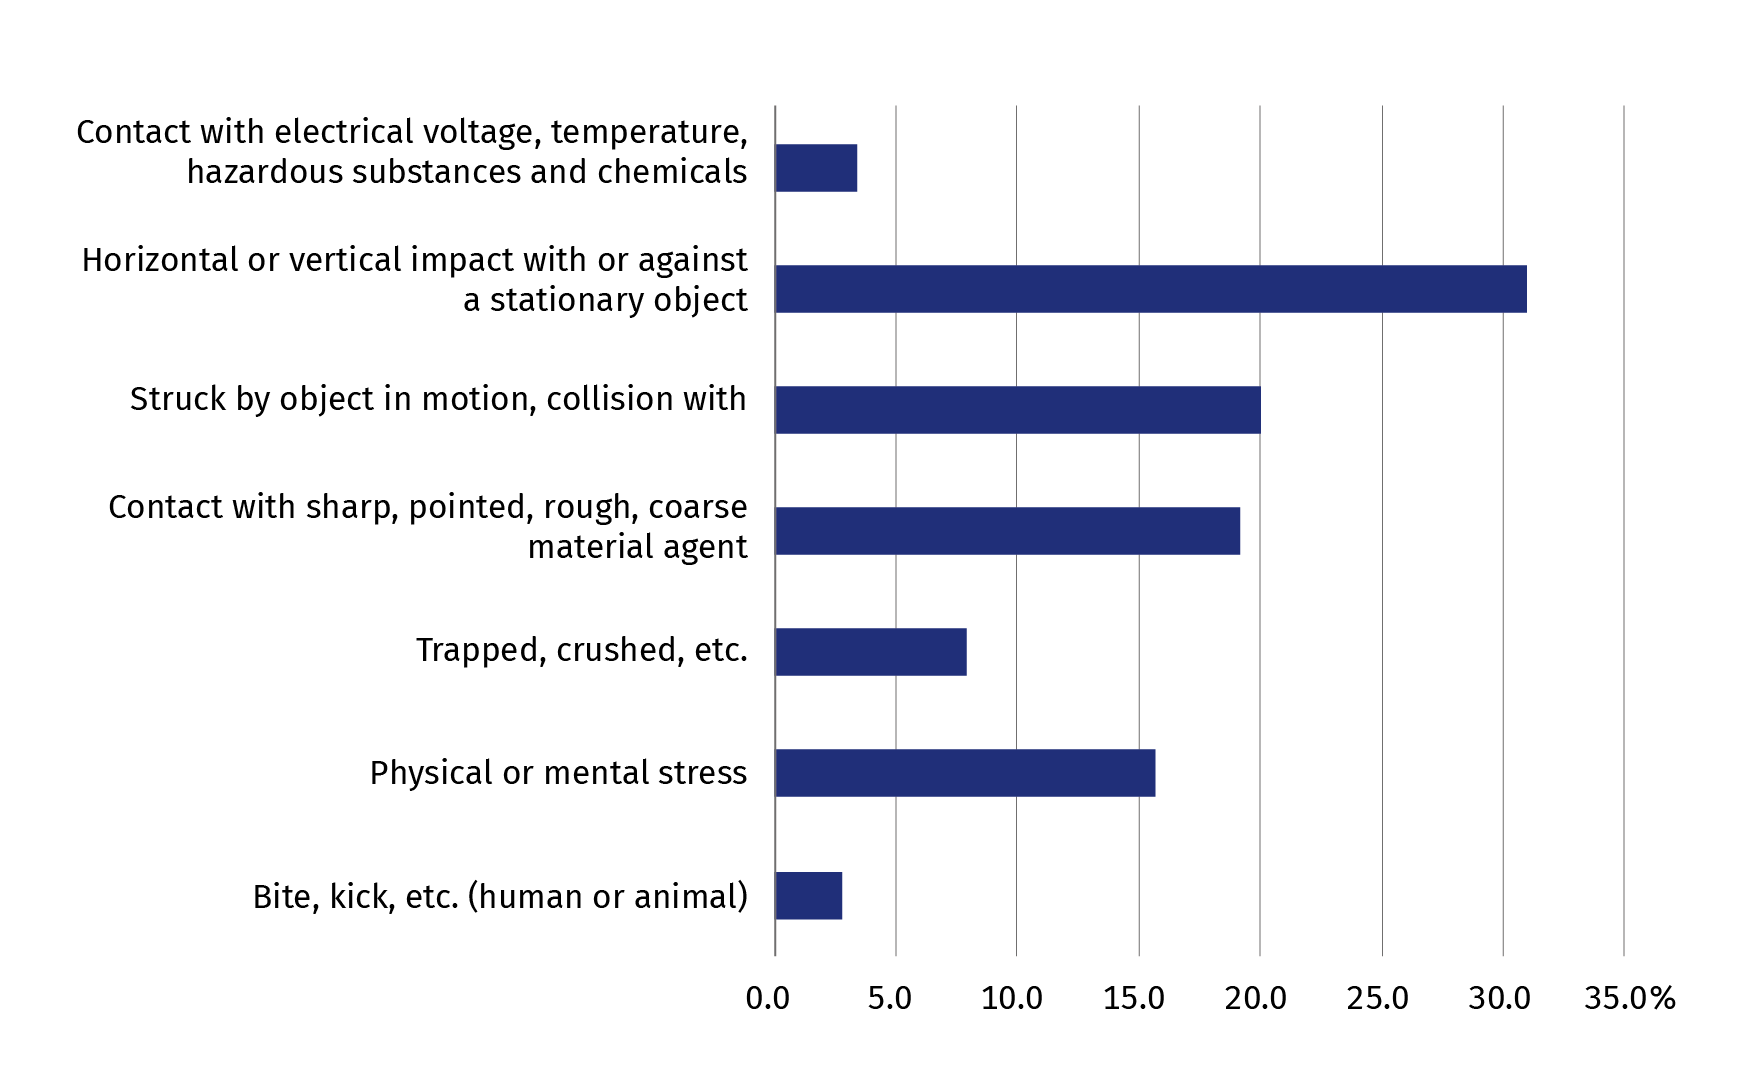 Contact with electrical voltage, temperature,
hazardous substances and chemicals
Horizontal or vertical impact with or against
a stationary object
Struck by object in motion, collision with
Contact with sharp, pointed, rough, coarse
material agent
Trapped, crushed, etc.
Physical or mental stress
Bite, kick, etc. (human or animal)
0.0 5.0 10.0 15.0 20.0 25.0 30.0 35.0%